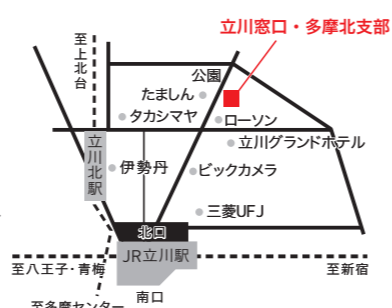 立川窓口・多摩北支部
至上北台
公園
たましん
タカシマヤ
ローソン
立川グランドホテル
立川北駅
伊勢丹
ビックカメラ
三菱UFJ
北口
JR立川駅
至八王子・青梅
至新宿
南口
至多摩センター